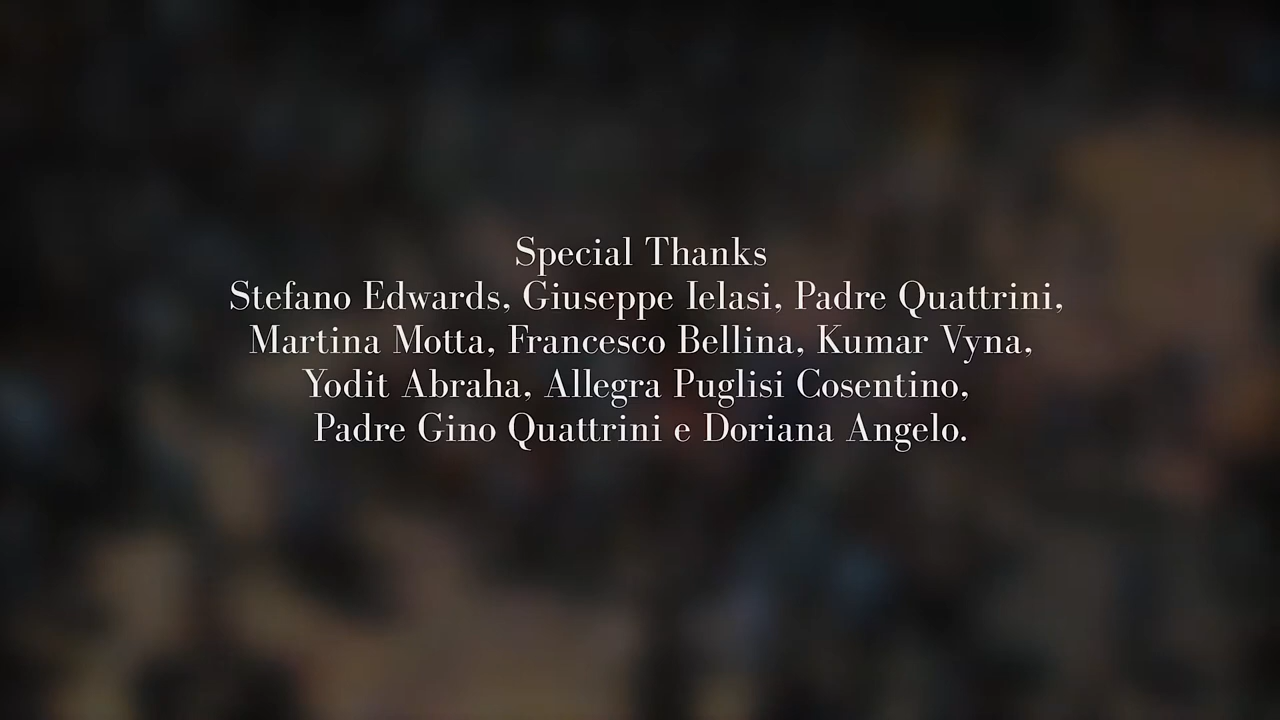 Special Thanks
Stefano Edwards, Giuseppe Ielasi, Padre Quattrini,
Martina Motta, Francesco Bellina, Kumar Vyna,
Yodit Abraha, Allegra Puglisi Cosentino,
Padre Gino Quattrini e Doriana Angelo.